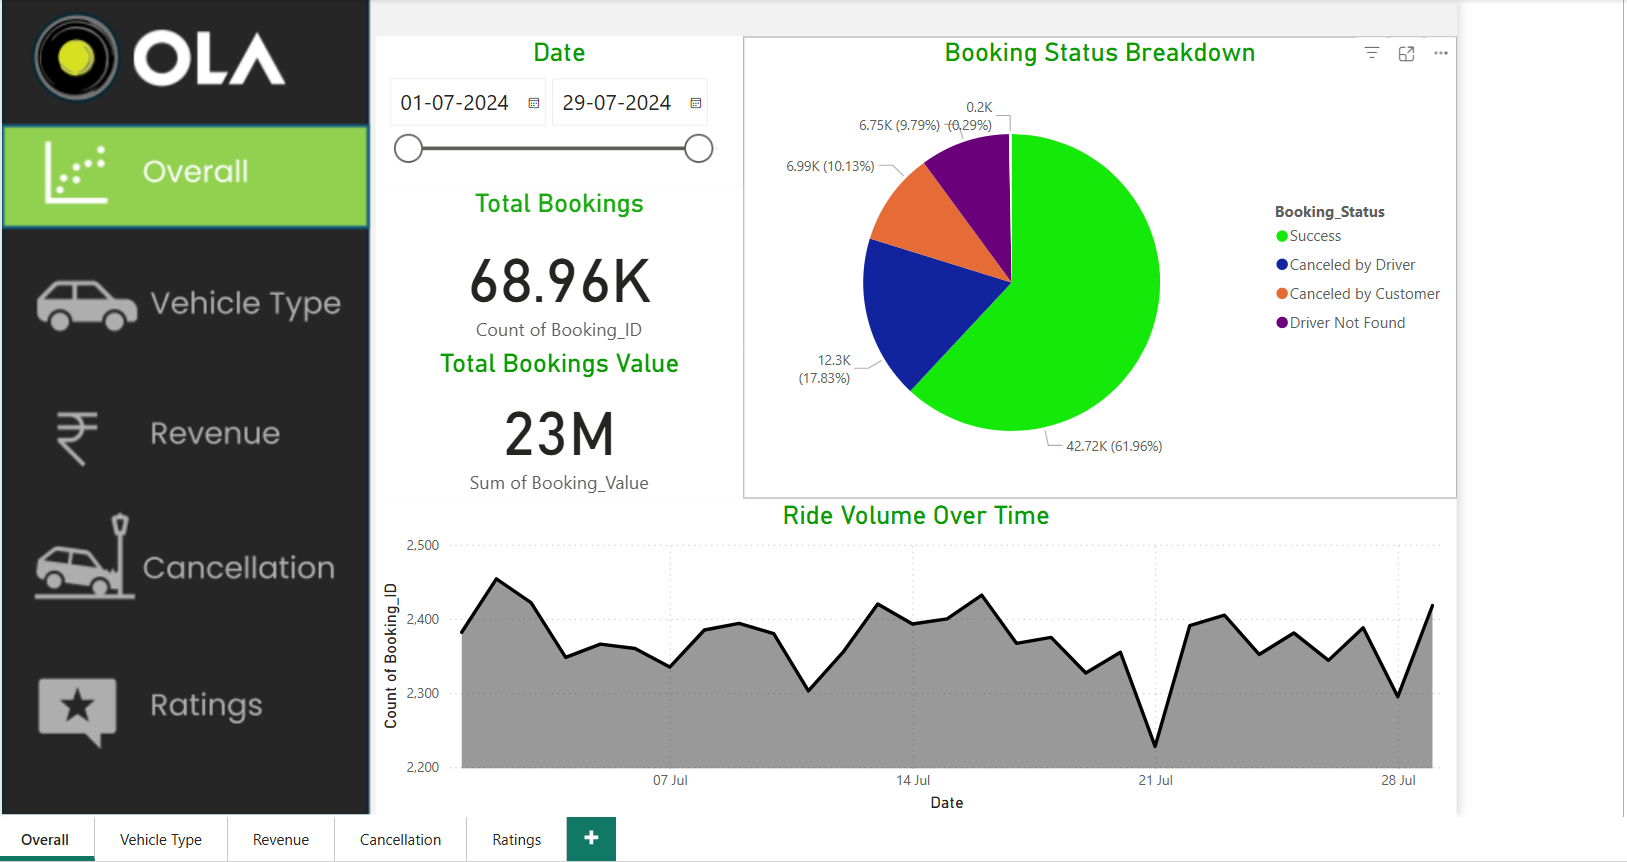 OLA
Overall
Vehicle Type
₹ Revenue
Cancellation
Ratings
Date
01-07-2024 29-07-2024
Total Bookings
68.96K
Count of Booking_ID
Total Bookings Value
23M
Sum of Booking_Value
Booking Status Breakdown
0.2K
(0.29%)
6.75K (9.79%)
6.99K (10.13%)
12.3K
(17.83%)
42.72K (61.96%)
Booking_Status
Success
Canceled by Driver
Canceled by Customer
Driver Not Found
Ride Volume Over Time
Count of Booking_ID
2,500
2,400
2,300
2,200
07 Jul 14 Jul 21 Jul 28 Jul
Date
Overall Vehicle Type Revenue Cancellation Ratings +